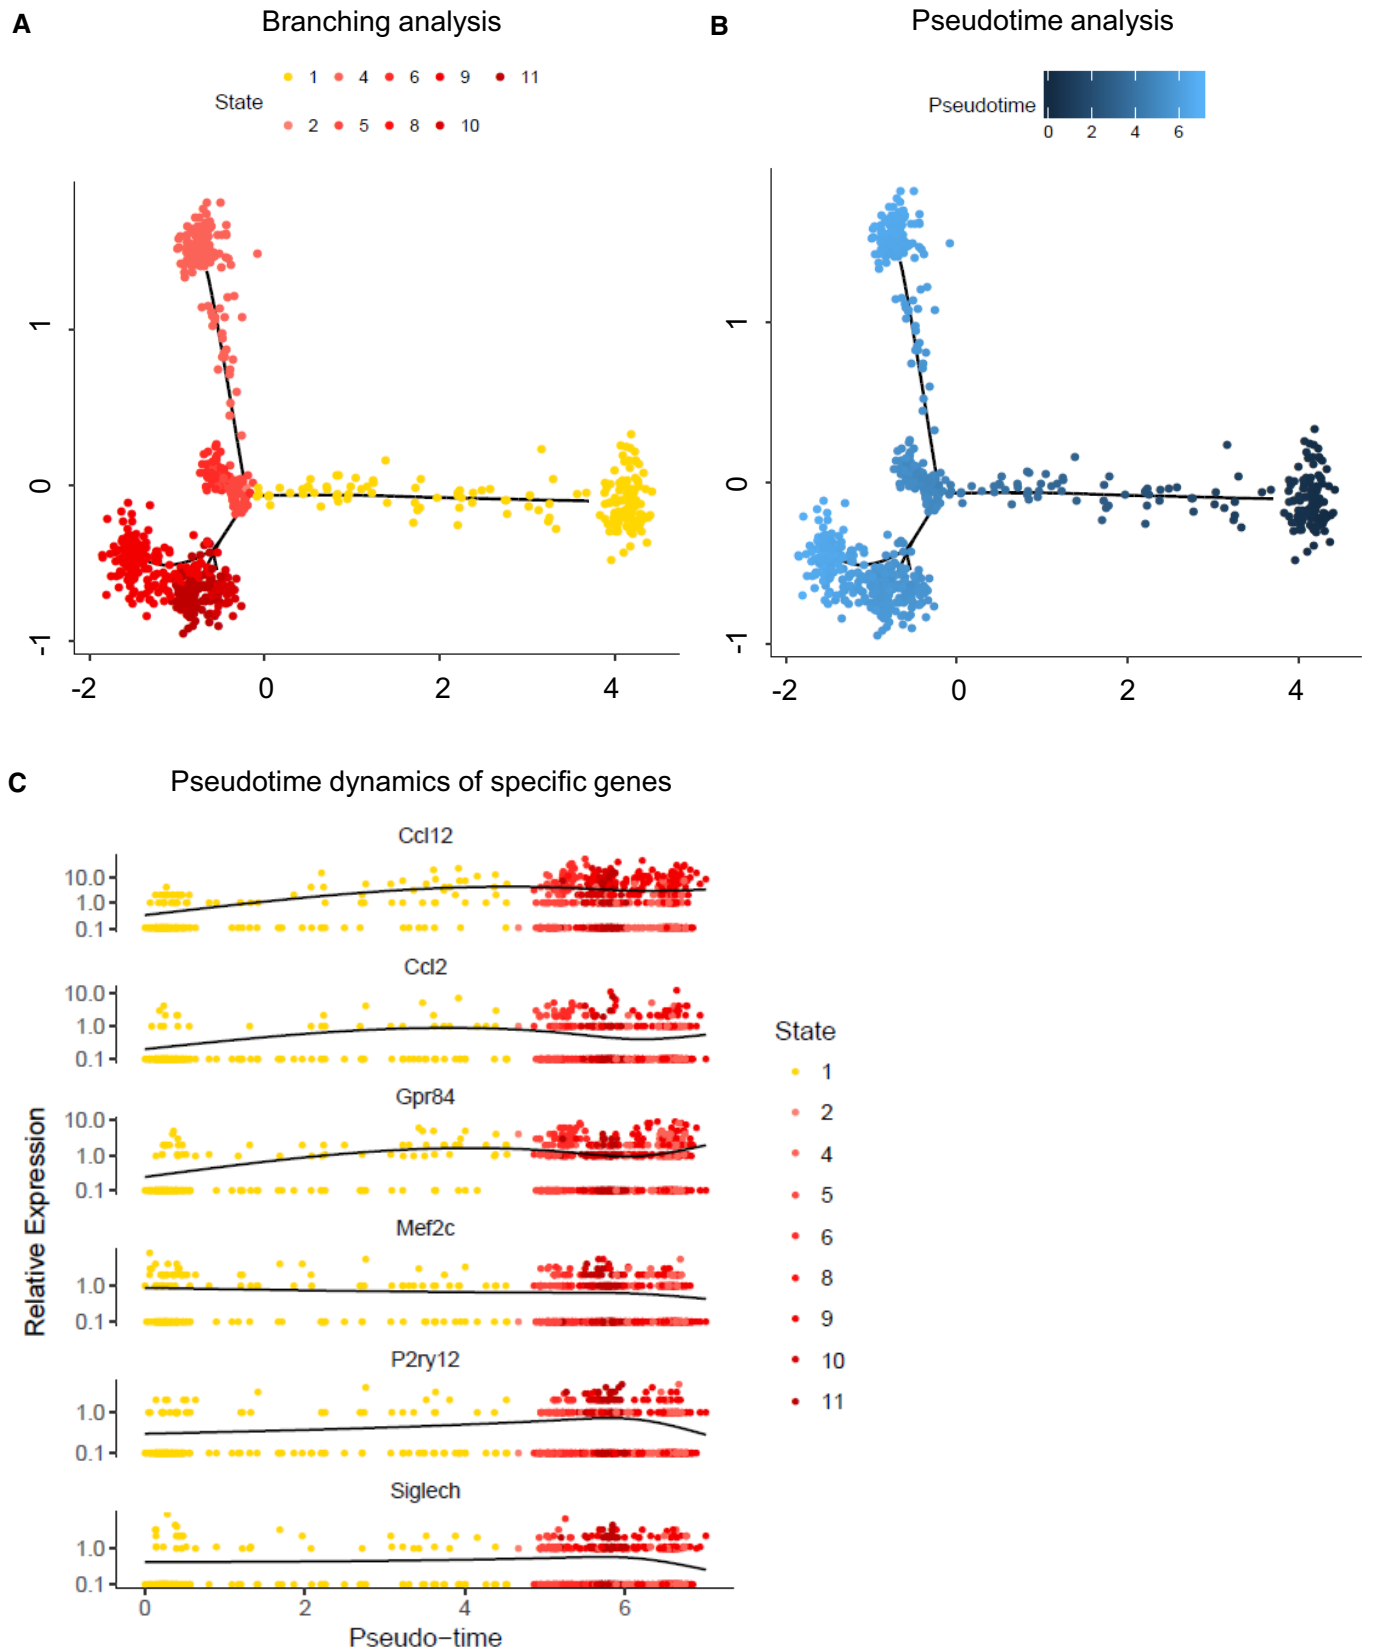 A
Branching analysis
State
1 4 6 9 11
2 5 8 10
1
0
-1
-2 0 2 4
B
Pseudotime analysis
Pseudotime
0 2 4 6
1
0
-1
-2 0 2 4
C
Pseudotime dynamics of specific genes
Relative Expression
Ccl12
10.0
1.0
0.1
Ccl2
10.0
1.0
0.1
Gpr84
10.0
1.0
0.1
Mef2c
1.0
0.1
P2ry12
1.0
0.1
Siglech
1.0
0.1
0 2 4 6
Pseudo-time
State
1
2
4
5
6
8
9
10
11